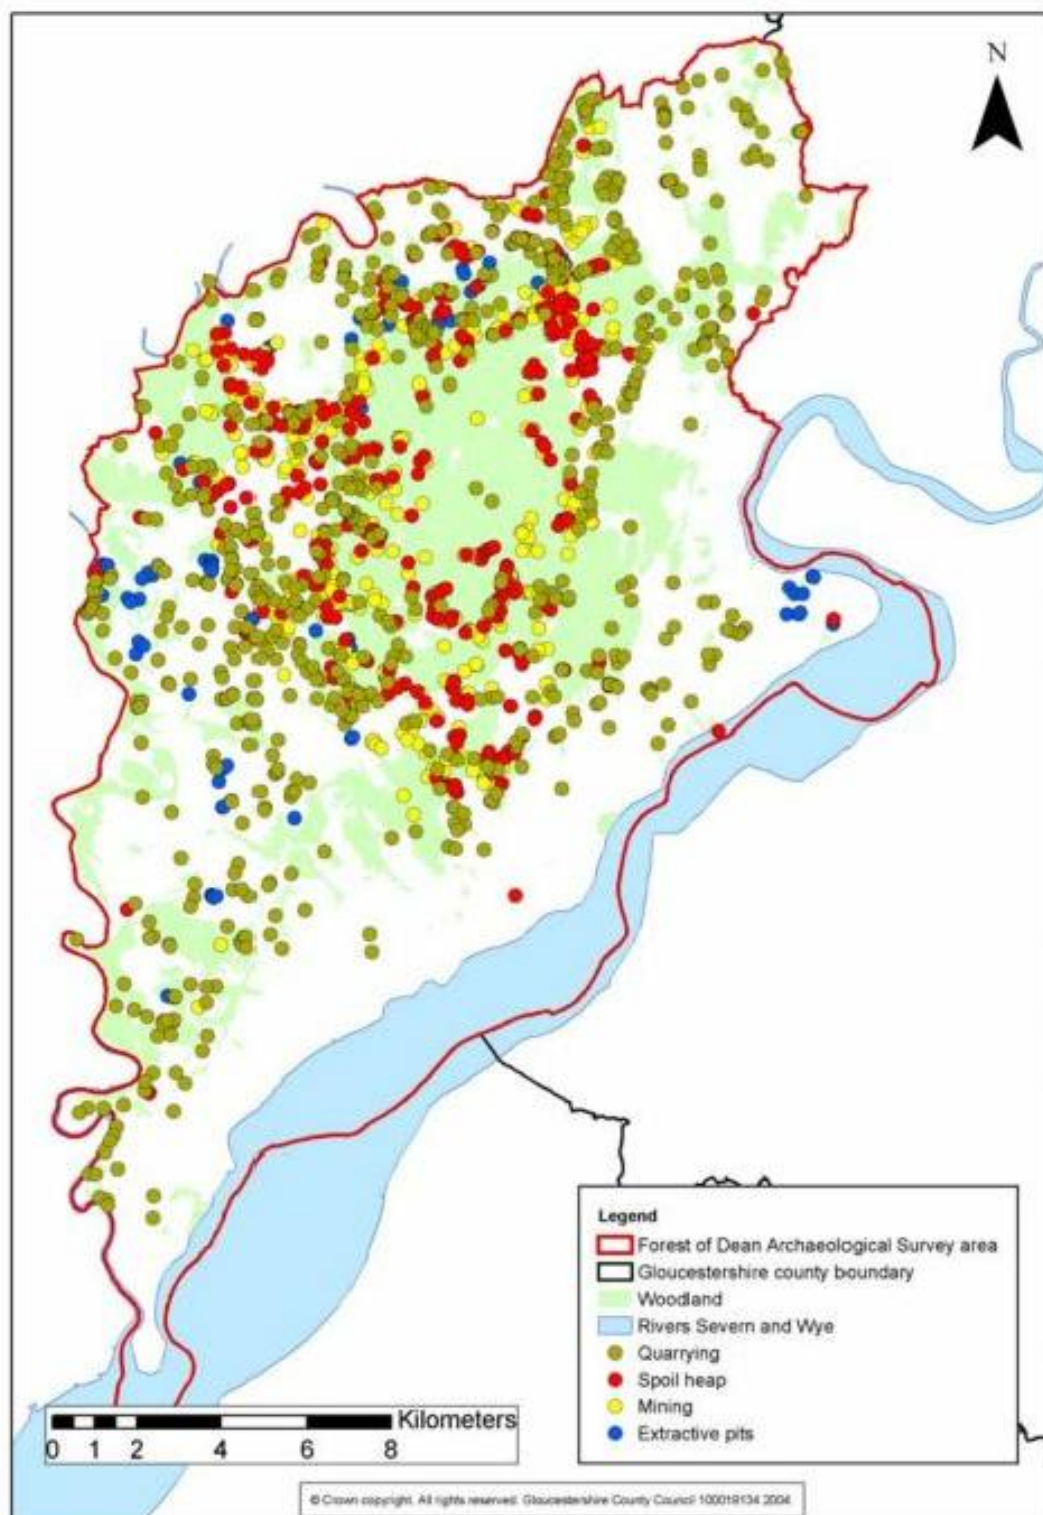 N
Legend
Forest of Dean Archaeological Survey area
Gloucestershire county boundary
Woodland
Rivers Severn and Wye
Quarrying
Spoil heap
Mining
Extractive pits
Kilometers
0 1 2 4 6 8
© Crown copyright. All rights reserved. Gloucestershire County Council 100019134 2004